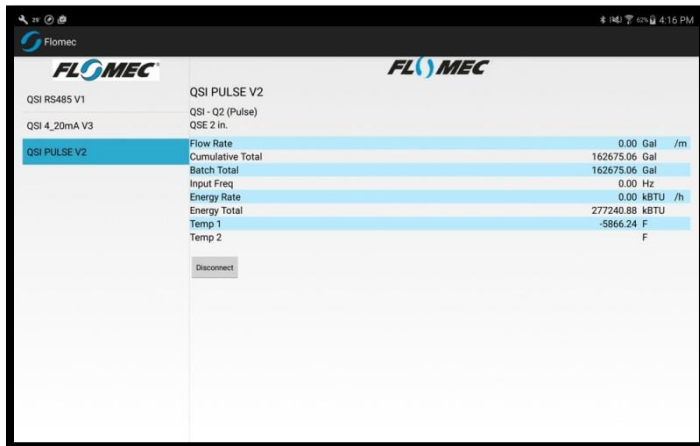 29° 62% 4:16 PM
Flomec
FLOMEC
QSI RS485 V1
QSI 4_20mA V3
QSI PULSE V2
FLOMEC
QSI PULSE V2
QSI - Q2 (Pulse)
QSE 2 in.
Flow Rate 0.00 Gal /m
Cumulative Total 162675.06 Gal
Batch Total 162675.06 Gal
Input Freq 0.00 Hz
Energy Rate 0.00 kBTU /h
Energy Total 277240.88 kBTU
Temp 1 -5866.24 F
Temp 2 F
Disconnect